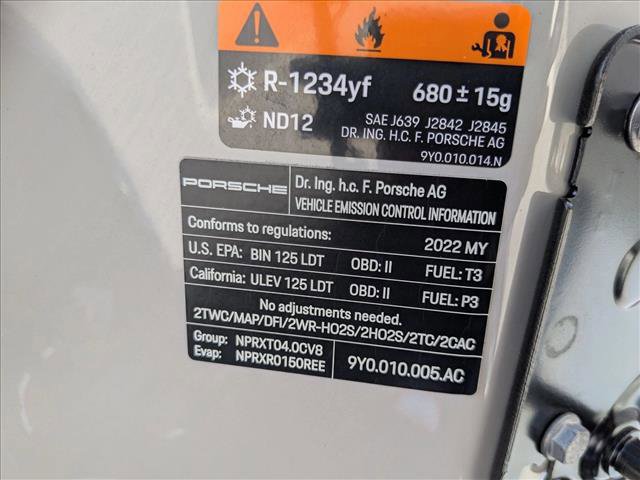 R-1234yf 680 ± 15g
ND12 SAE J639 J2842 J2845
DR. ING. H.C. F. PORSCHE AG
9Y0.010.014.N
PORSCHE Dr. Ing. h.c. F. Porsche AG
VEHICLE EMISSION CONTROL INFORMATION
Conforms to regulations: 2022 MY
U.S. EPA: BIN 125 LDT OBD: II FUEL: T3
California: ULEV 125 LDT OBD: II FUEL: P3
No adjustments needed.
2TWC/MAP/DFI/2WR-HO2S/2HO2S/2TC/2CAC
Group: NPRXT04.0CV8
Evap: NPRXR0150REE 9Y0.010.005.AC